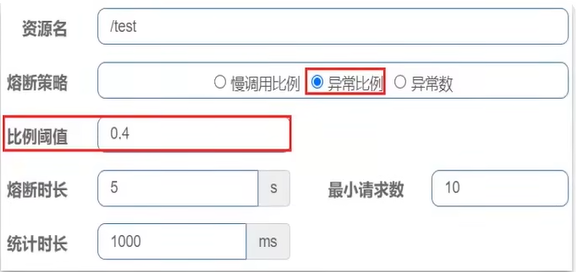 资源名 /test
熔断策略 慢调用比例 异常比例 异常数
比例阈值 0.4
熔断时长 5 s 最小请求数 10
统计时长 1000 ms